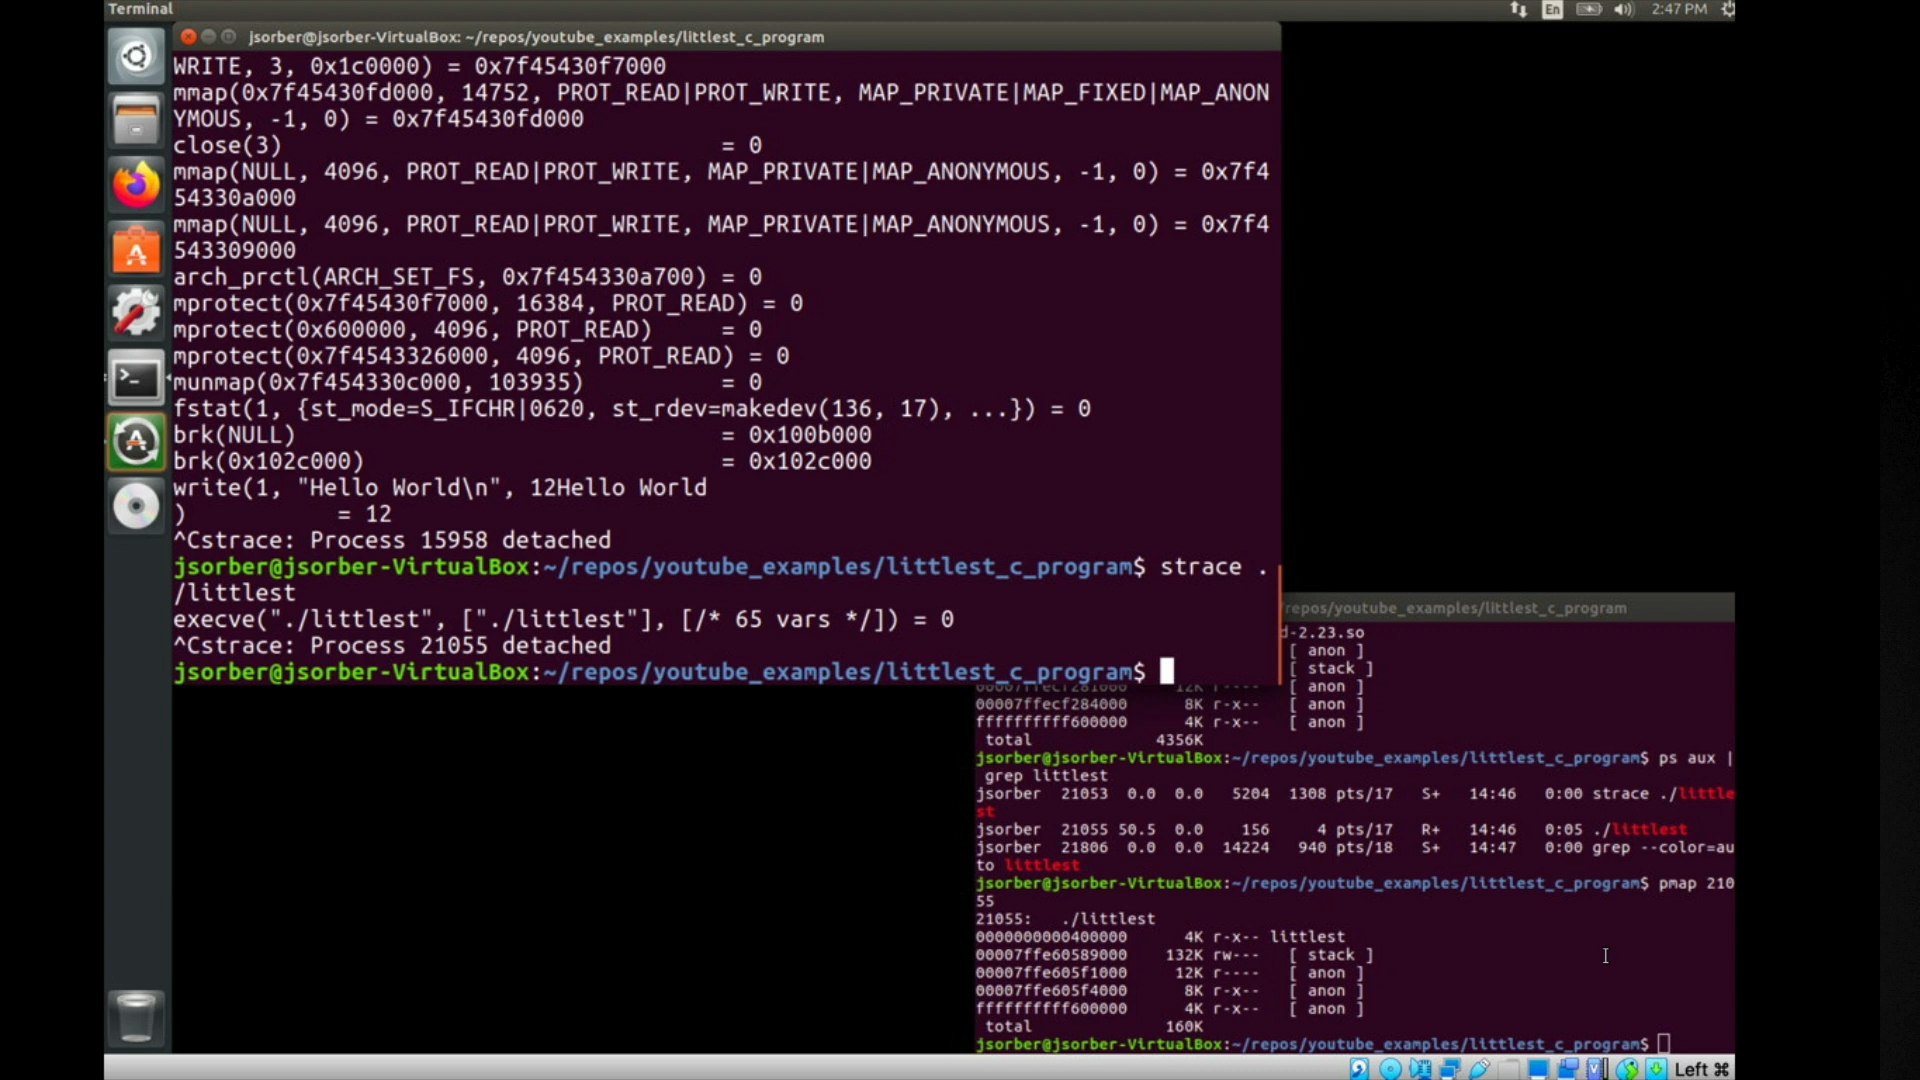 Terminal
En
2:47 PM
jsorber@jsorber-VirtualBox: ~/repos/youtube_examples/littlest_c_program
WRITE, 3, 0x1c0000) = 0x7f45430f7000
mmap(0x7f45430fd000, 14752, PROT_READ|PROT_WRITE, MAP_PRIVATE|MAP_FIXED|MAP_ANON
YMOUS, -1, 0) = 0x7f45430fd000
close(3) = 0
mmap(NULL, 4096, PROT_READ|PROT_WRITE, MAP_PRIVATE|MAP_ANONYMOUS, -1, 0) = 0x7f4
54330a000
mmap(NULL, 4096, PROT_READ|PROT_WRITE, MAP_PRIVATE|MAP_ANONYMOUS, -1, 0) = 0x7f4
543309000
arch_prctl(ARCH_SET_FS, 0x7f454330a700) = 0
mprotect(0x7f45430f7000, 16384, PROT_READ) = 0
mprotect(0x600000, 4096, PROT_READ) = 0
mprotect(0x7f4543326000, 4096, PROT_READ) = 0
munmap(0x7f454330c000, 103935) = 0
fstat(1, {st_mode=S_IFCHR|0620, st_rdev=makedev(136, 17), ...}) = 0
brk(NULL) = 0x100b000
brk(0x102c000) = 0x102c000
write(1, "Hello World\n", 12Hello World
) = 12
^Cstrace: Process 15958 detached
jsorber@jsorber-VirtualBox:~/repos/youtube_examples/littlest_c_program$ strace .
/littlest
execve("./littlest", ["./littlest"], [/* 65 vars */]) = 0
^Cstrace: Process 21055 detached
jsorber@jsorber-VirtualBox:~/repos/youtube_examples/littlest_c_program$
repos/youtube_examples/littlest_c_program
d-2.23.so
[ anon ]
[ stack ]
00007ffecf281000 12K r---- [ anon ]
00007ffecf284000 8K r-x-- [ anon ]
ffffffffff600000 4K r-x-- [ anon ]
total 4356K
jsorber@jsorber-VirtualBox:~/repos/youtube_examples/littlest_c_program$ ps aux |
grep littlest
jsorber 21053 0.0 0.0 5204 1308 pts/17 S+ 14:46 0:00 strace ./little
st
jsorber 21055 50.5 0.0 156 4 pts/17 R+ 14:46 0:05 ./littlest
jsorber 21806 0.0 0.0 14224 940 pts/18 S+ 14:47 0:00 grep --color=au
to littlest
jsorber@jsorber-VirtualBox:~/repos/youtube_examples/littlest_c_program$ pmap 210
55
21055: ./littlest
0000000000400000 4K r-x-- littlest
00007ffe60589000 132K rw--- [ stack ]
00007ffe605f1000 12K r---- [ anon ]
00007ffe605f4000 8K r-x-- [ anon ]
ffffffffff600000 4K r-x-- [ anon ]
total 160K
jsorber@jsorber-VirtualBox:~/repos/youtube_examples/littlest_c_program$
Left ⌘